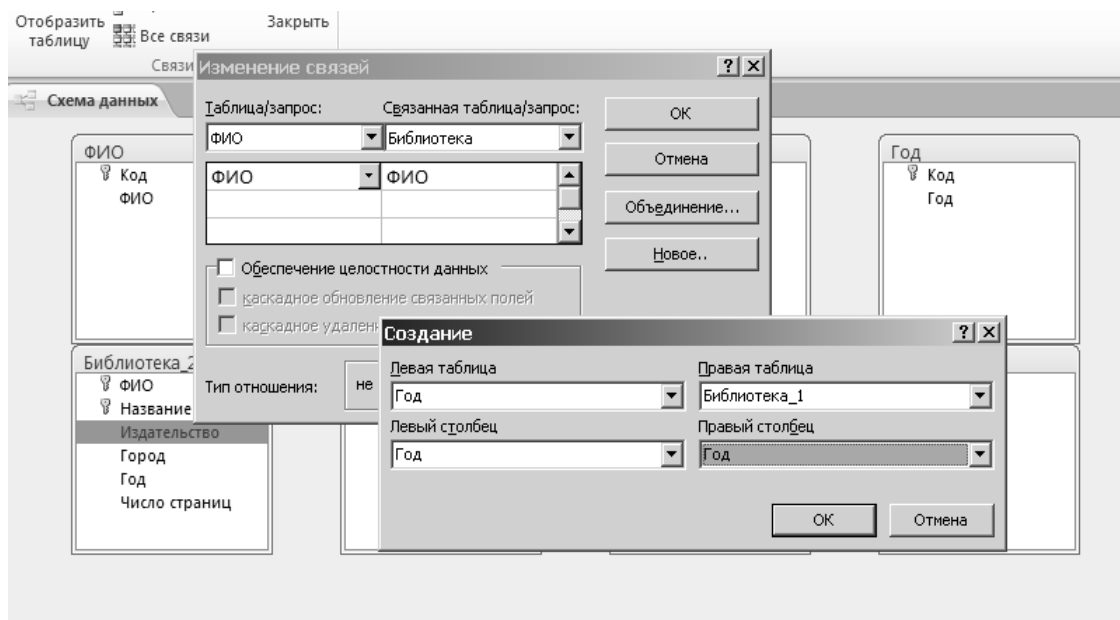 Отобразить
таблицу
Все связи
Закрыть
Связи
Изменение связей
Схема данных
Таблица/запрос:
Связанная таблица/запрос:
ФИО
Библиотека
ФИО
ФИО
OK
Отмена
Объединение...
Новое..
Обеспечение целостности данных
каскадное обновление связанных полей
каскадное
Тип отношения:
не
ФИО
Код
ФИО
Год
Код
Год
Библиотека_2
ФИО
Название
Издательство
Город
Год
Число страниц
Создание
Левая таблица
Правая таблица
Год
Библиотека_1
Левый столбец
Правый столбец
Год
Год
OK
Отмена